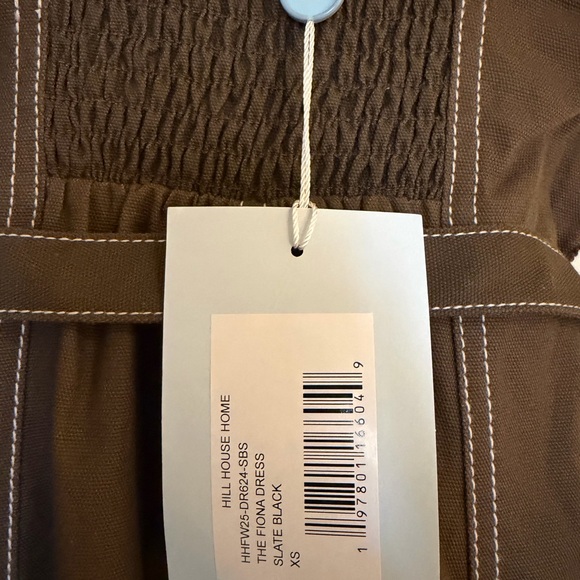 HILL HOUSE HOME
HHFW25-DR624-SBS
THE FIONA DRESS
SLATE BLACK
XS
1 97801 16604 9